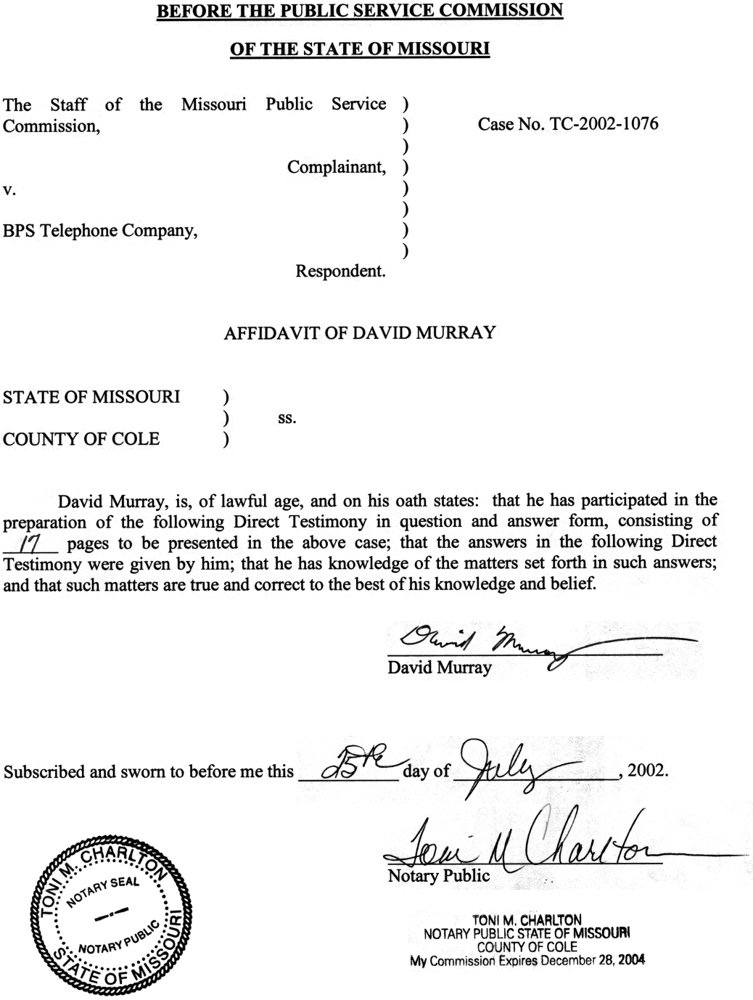 BEFORE THE PUBLIC SERVICE COMMISSION
OF THE STATE OF MISSOURI
The Staff of the Missouri Public Service )
Commission, ) Case No. TC-2002-1076
)
Complainant, )
v. )
)
BPS Telephone Company, )
)
Respondent.
AFFIDAVIT OF DAVID MURRAY
STATE OF MISSOURI )
) ss.
COUNTY OF COLE )
David Murray, is, of lawful age, and on his oath states: that he has participated in the
preparation of the following Direct Testimony in question and answer form, consisting of
17 pages to be presented in the above case; that the answers in the following Direct
Testimony were given by him; that he has knowledge of the matters set forth in such answers;
and that such matters are true and correct to the best of his knowledge and belief.
David Murray
David Murray
Subscribed and sworn to before me this 25th day of July, 2002.
Toni M Charlton
Notary Public
TONI M. CHARLTON
NOTARY SEAL
NOTARY PUBLIC
STATE OF MISSOURI
TONI M. CHARLTON
NOTARY PUBLIC STATE OF MISSOURI
COUNTY OF COLE
My Commission Expires December 28, 2004